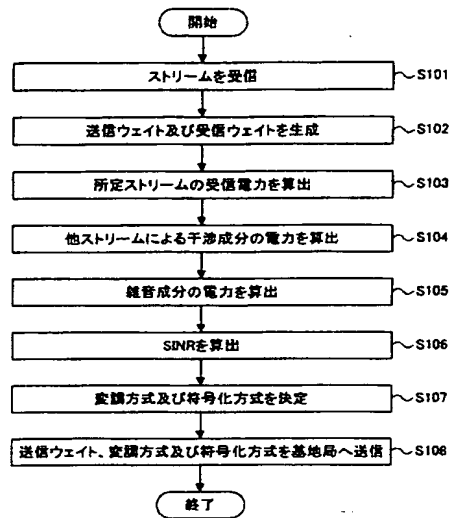 開始
ストリームを受信 S101
送信ウェイト及び受信ウェイトを生成 S102
所定ストリームの受信電力を算出 S103
他ストリームによる干渉成分の電力を算出 S104
雑音成分の電力を算出 S105
SINRを算出 S106
変調方式及び符号化方式を決定 S107
送信ウェイト、変調方式及び符号化方式を基地局へ送信 S108
終了